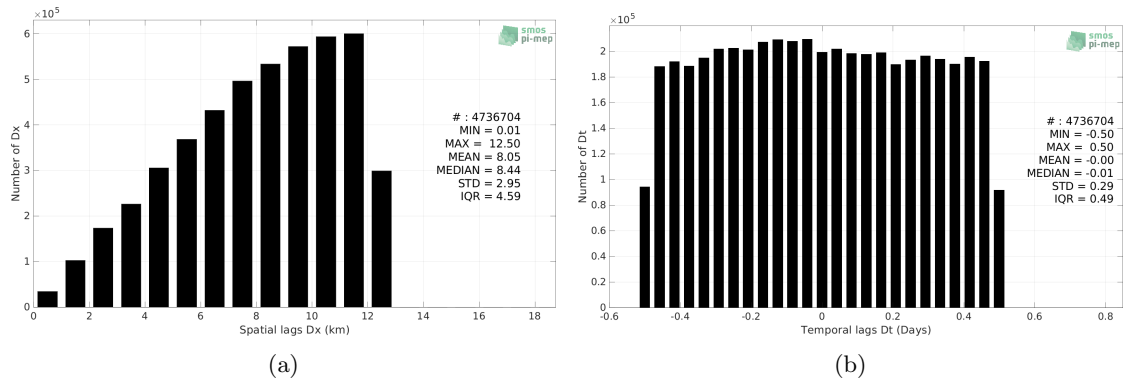 ×10⁵
6
5
4
3
2
1
0
Number of Dx
0 2 4 6 8 10 12 14 16 18
Spatial lags Dx (km)
smos
pi-mep
# : 4736704
MIN = 0.01
MAX = 12.50
MEAN = 8.05
MEDIAN = 8.44
STD = 2.95
IQR = 4.59
(a)
×10⁵
2
1.8
1.6
1.4
1.2
1
0.8
0.6
0.4
0.2
0
Number of Dt
-0.6 -0.4 -0.2 0 0.2 0.4 0.6 0.8
Temporal lags Dt (Days)
smos
pi-mep
# : 4736704
MIN = -0.50
MAX = 0.50
MEAN = -0.00
MEDIAN = -0.01
STD = 0.29
IQR = 0.49
(b)